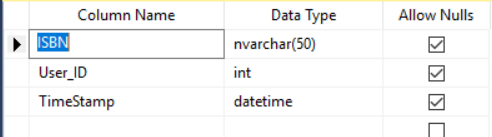 Column Name Data Type Allow Nulls
ISBN nvarchar(50)
User_ID int
TimeStamp datetime